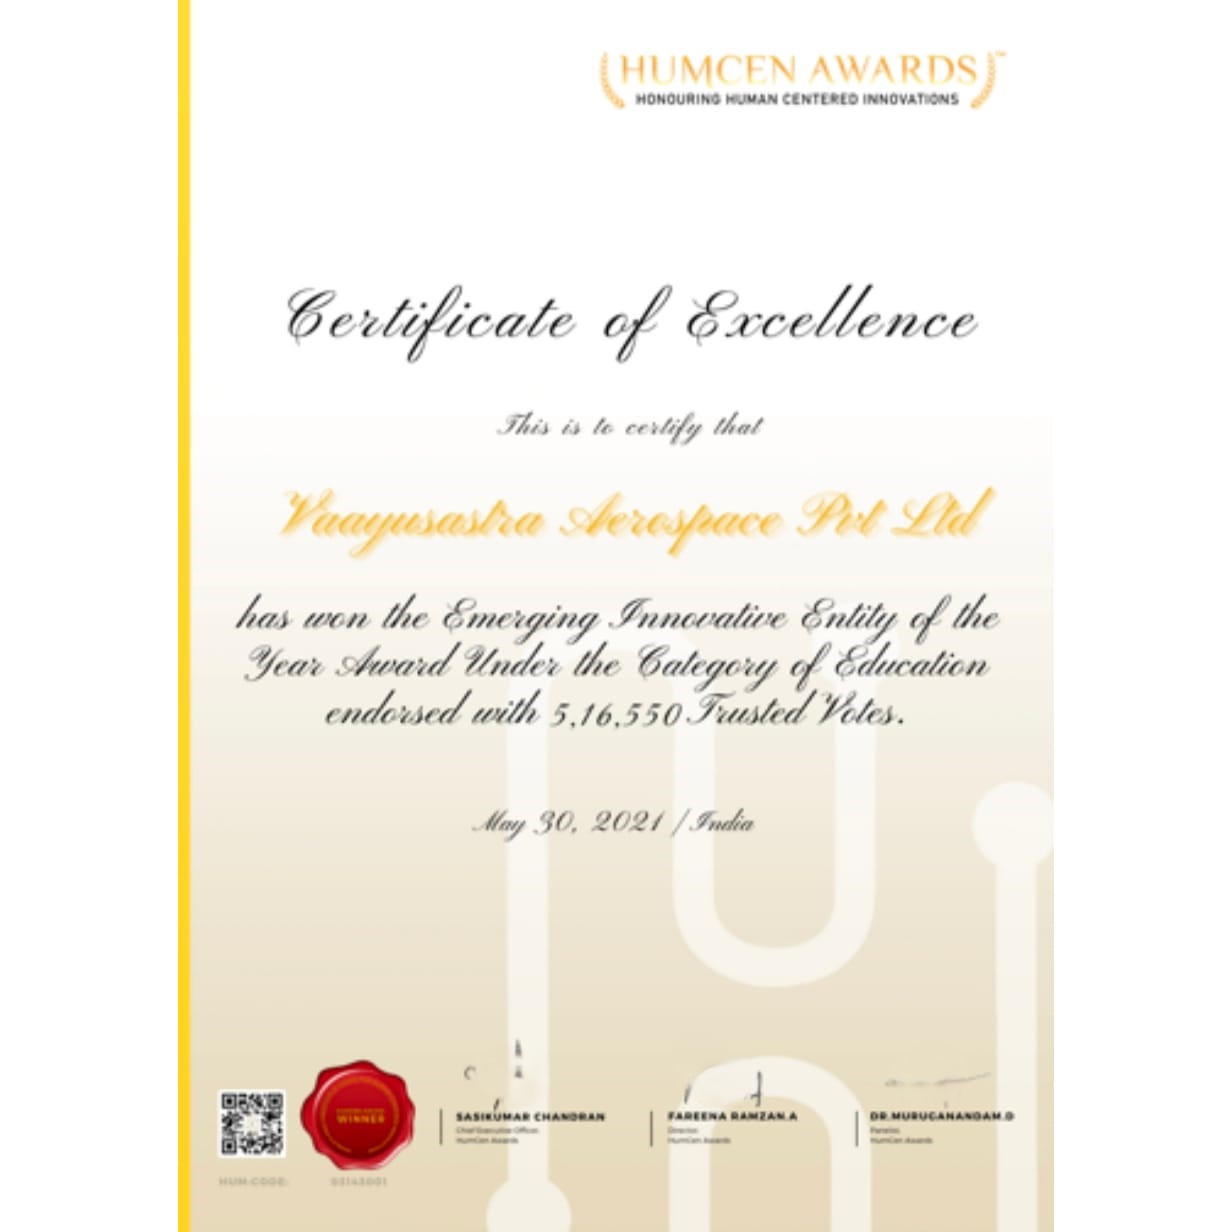 HUMCEN AWARDS™
HONOURING HUMAN CENTERED INNOVATIONS
Certificate of Excellence
This is to certify that
Vaayusastra Aerospace Pvt Ltd
has won the Emerging Innovative Entity of the
Year Award Under the Category of Education
endorsed with 5,16,550 Trusted Votes.
May 30, 2021 / India
WINNER
SASIKUMAR CHANDRAN
Chief Executive Officer
HumCen Awards
FAREENA RAMZAN.A
Director
HumCen Awards
DR.MURUGANANDAM.D
Panelist
HumCen Awards
HUM-CODE: 03143001